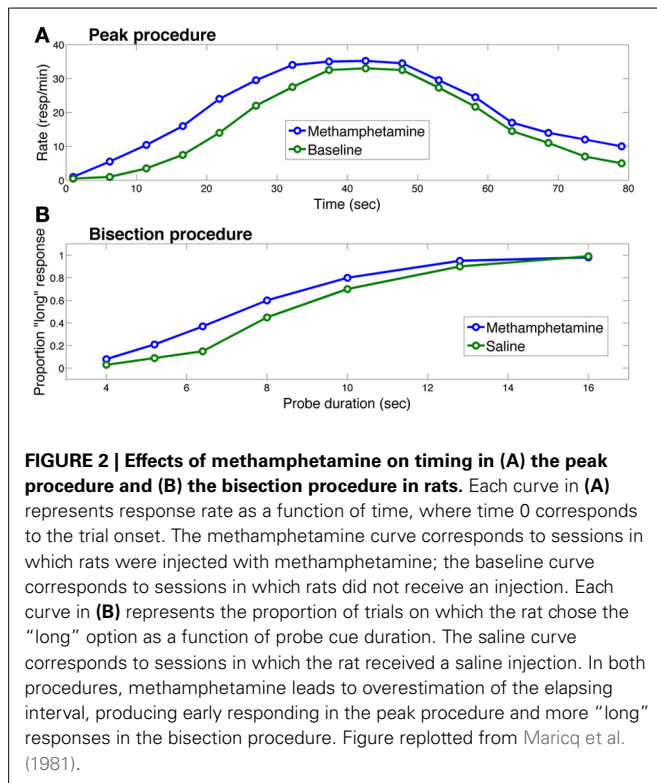 A
Peak procedure
40
30
20
10
0
Rate (resp/min)
Methamphetamine
Baseline
0 10 20 30 40 50 60 70 80
Time (sec)
B
Bisection procedure
1
0.8
0.6
0.4
0.2
0
Proportion "long" response
Methamphetamine
Saline
4 6 8 10 12 14 16
Probe duration (sec)
FIGURE 2 | Effects of methamphetamine on timing in (A) the peak
procedure and (B) the bisection procedure in rats. Each curve in (A)
represents response rate as a function of time, where time 0 corresponds
to the trial onset. The methamphetamine curve corresponds to sessions in
which rats were injected with methamphetamine; the baseline curve
corresponds to sessions in which rats did not receive an injection. Each
curve in (B) represents the proportion of trials on which the rat chose the
“long” option as a function of probe cue duration. The saline curve
corresponds to sessions in which the rat received a saline injection. In both
procedures, methamphetamine leads to overestimation of the elapsing
interval, producing early responding in the peak procedure and more “long”
responses in the bisection procedure. Figure replotted from Maricq et al.
(1981).